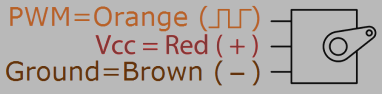 PWM=Orange (⎍⎍)
Vcc = Red ( + )
Ground=Brown ( – )